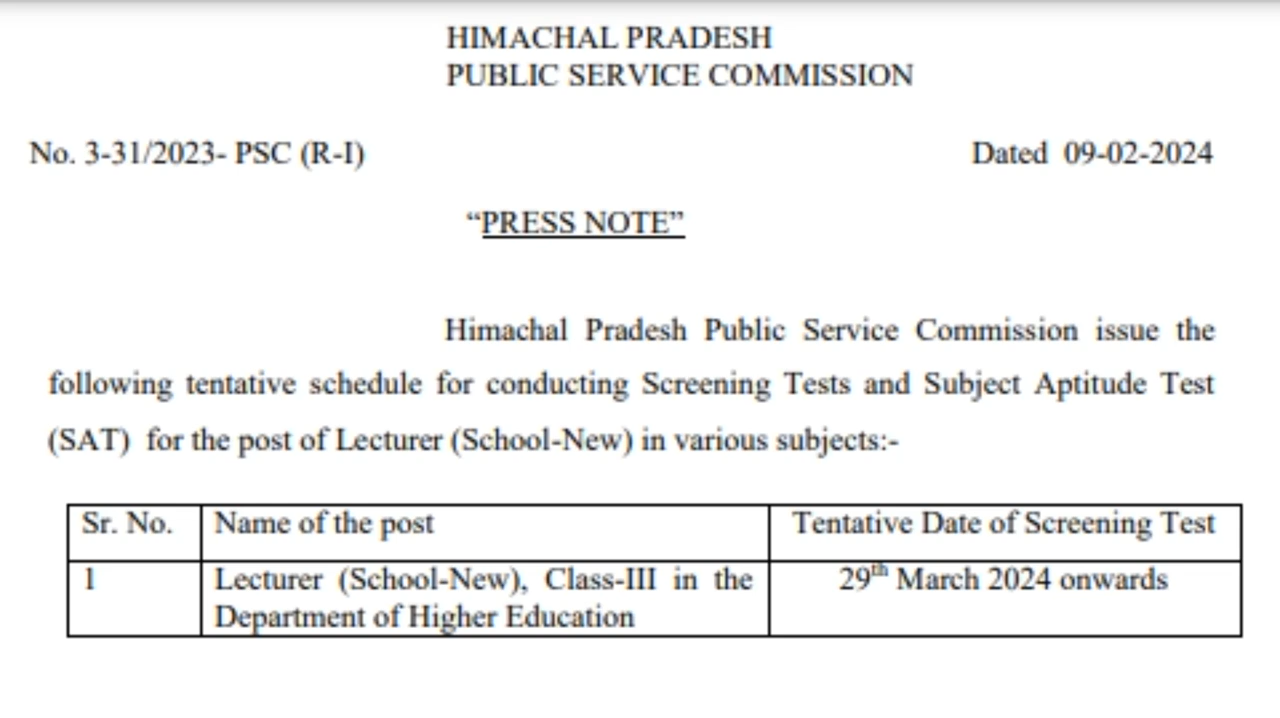 HIMACHAL PRADESH
PUBLIC SERVICE COMMISSION
No. 3-31/2023- PSC (R-I) Dated 09-02-2024
“PRESS NOTE”
Himachal Pradesh Public Service Commission issue the
following tentative schedule for conducting Screening Tests and Subject Aptitude Test
(SAT) for the post of Lecturer (School-New) in various subjects:-
Sr. No. Name of the post Tentative Date of Screening Test
1 Lecturer (School-New), Class-III in the 29th March 2024 onwards
Department of Higher Education